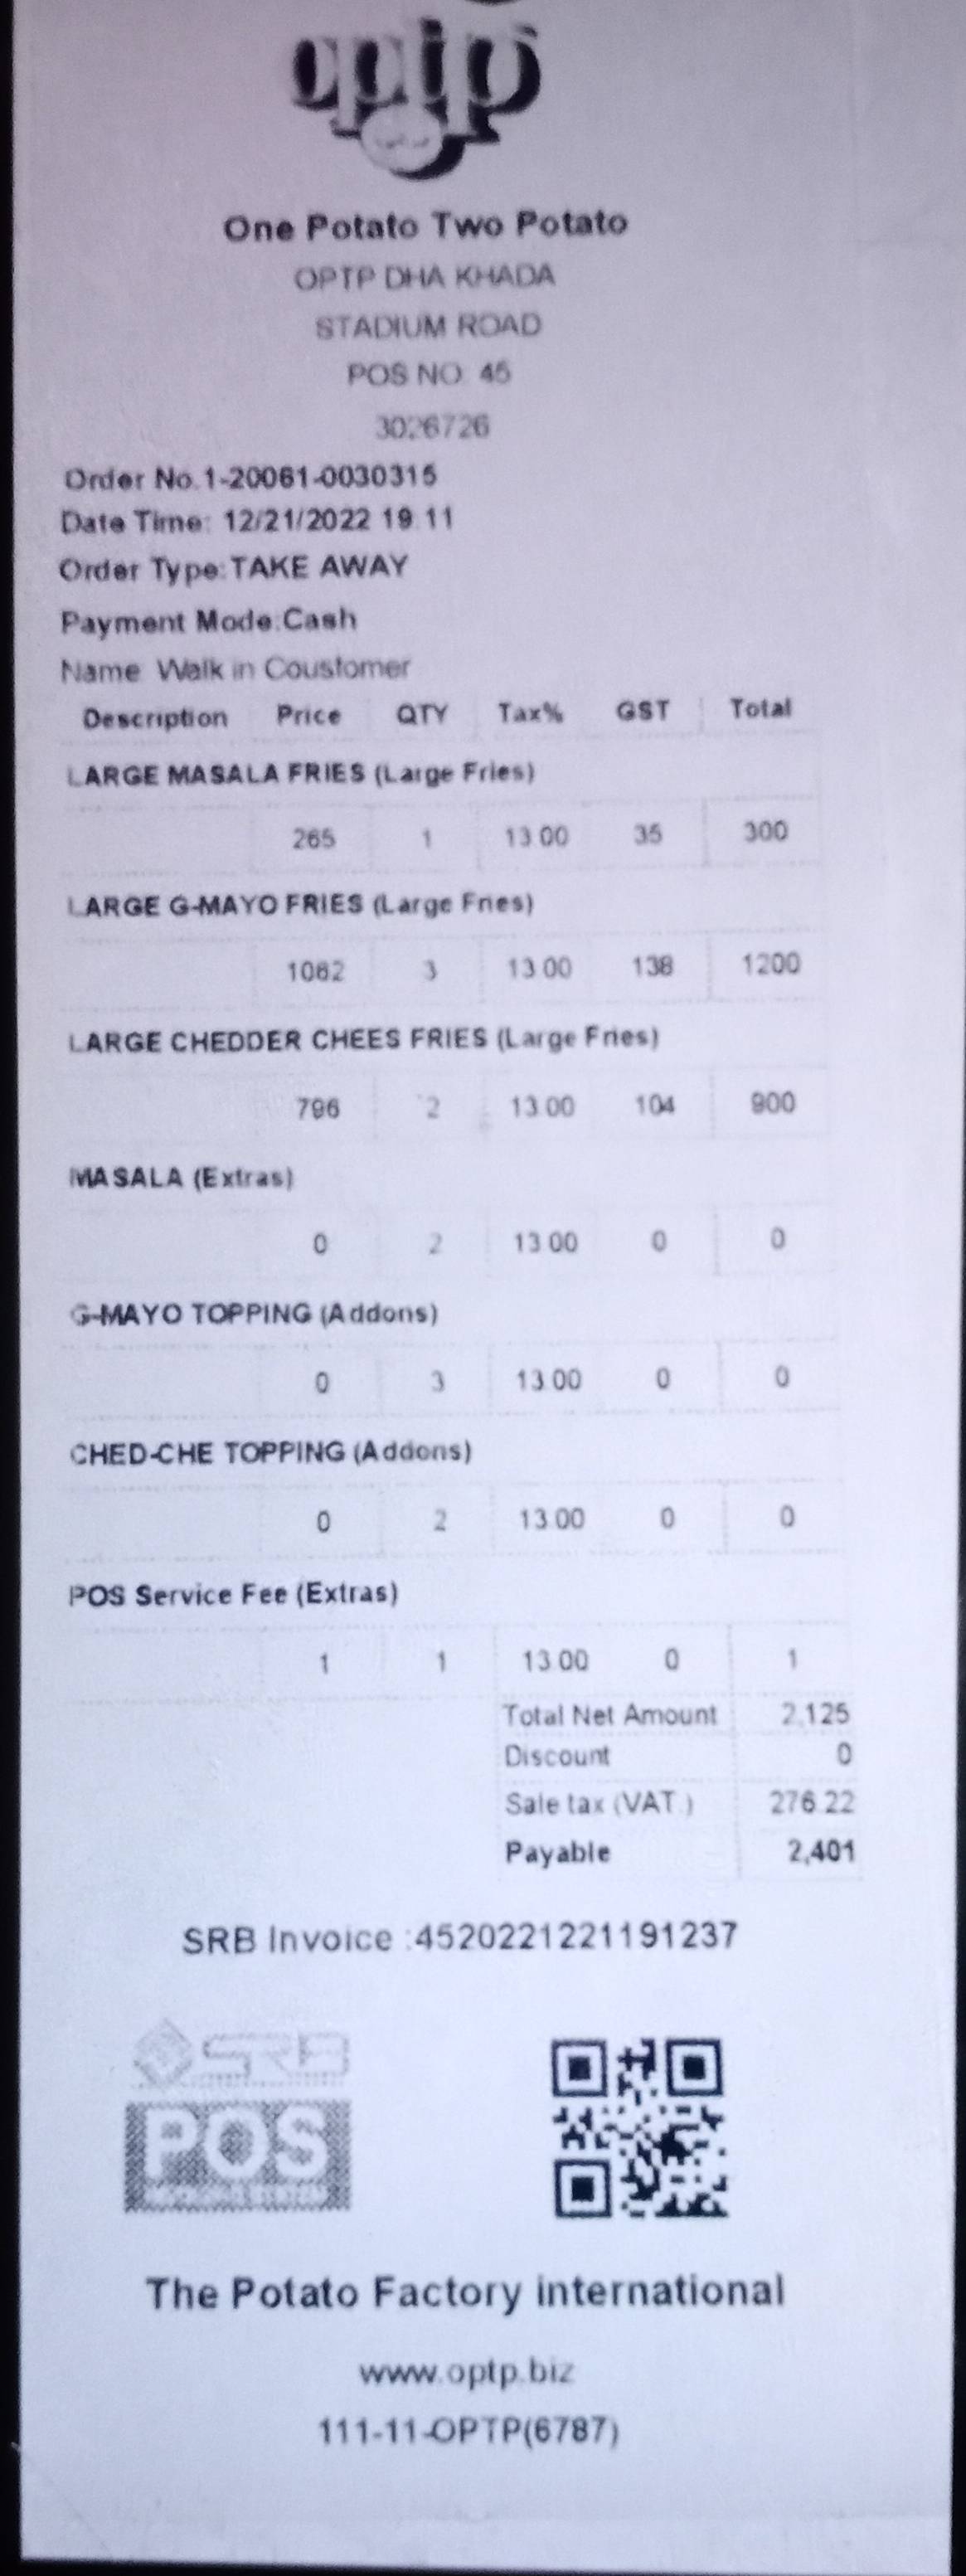 optp
One Potato Two Potato
OPTP DHA KHADA
STADIUM ROAD
POS NO. 45
3026726
Order No.1-20061-0030315
Date Time: 12/21/2022 19:11
Order Type:TAKE AWAY
Payment Mode:Cash
Name: Walk in Coustomer
Description Price QTY Tax% GST Total
LARGE MASALA FRIES (Large Fries)
265 1 13.00 35 300
LARGE G-MAYO FRIES (Large Fries)
1062 3 13.00 138 1200
LARGE CHEDDER CHEES FRIES (Large Fries)
796 2 13.00 104 900
MASALA (Extras)
0 2 13.00 0 0
G-MAYO TOPPING (Addons)
0 3 13.00 0 0
CHED-CHE TOPPING (Addons)
0 2 13.00 0 0
POS Service Fee (Extras)
1 1 13.00 0 1
Total Net Amount 2,125
Discount 0
Sale tax (VAT.) 276.22
Payable 2,401
SRB Invoice :4520221221191237
SRB
POS
The Potato Factory international
www.optp.biz
111-11-OPTP(6787)